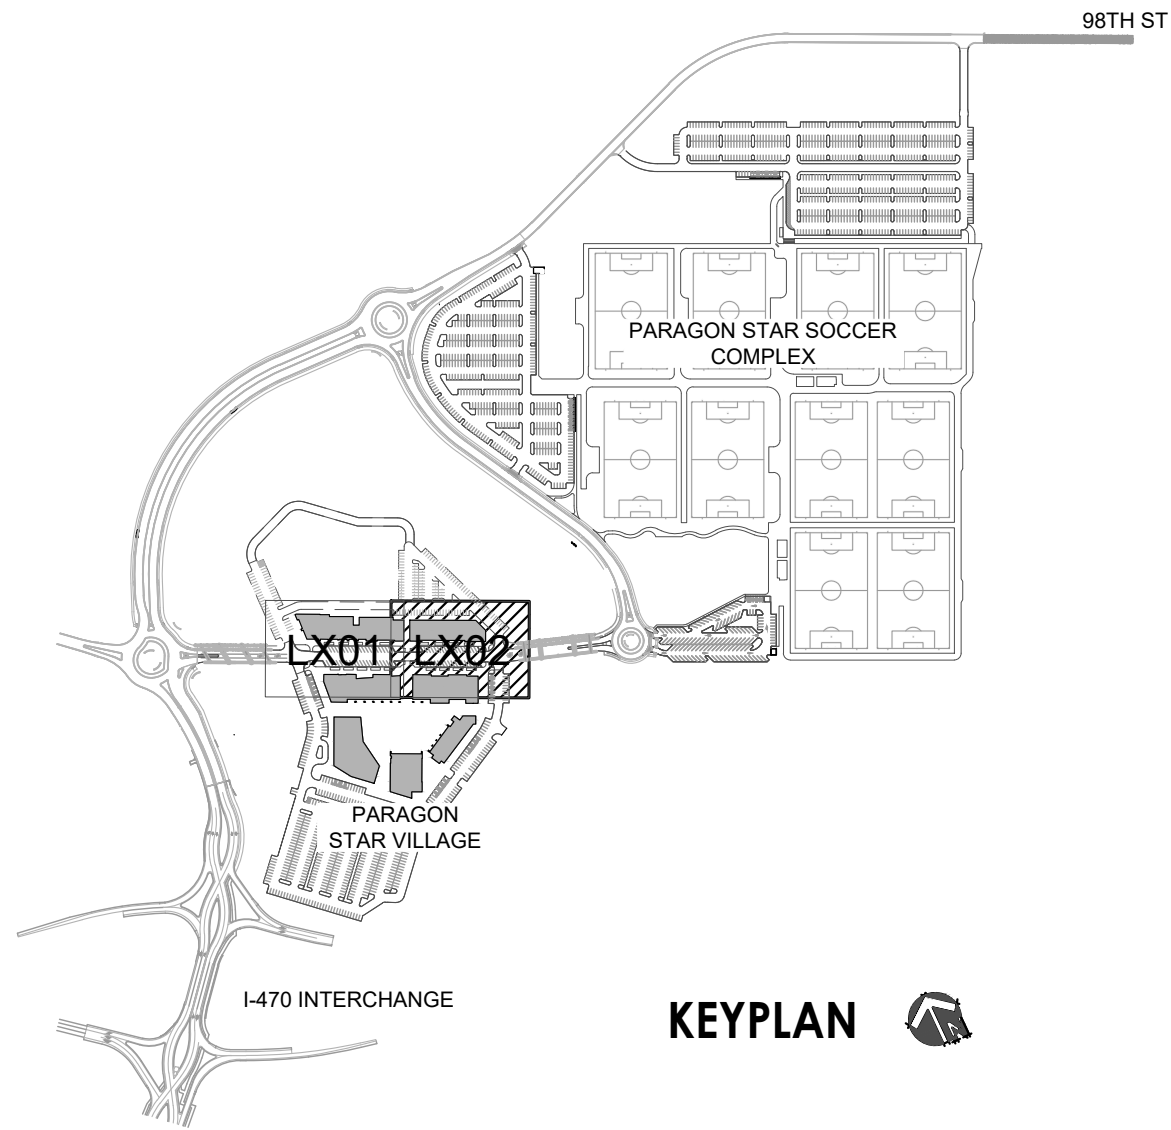 98TH ST
PARAGON STAR SOCCER
COMPLEX
LX01
LX02
PARAGON
STAR VILLAGE
I-470 INTERCHANGE
KEYPLAN